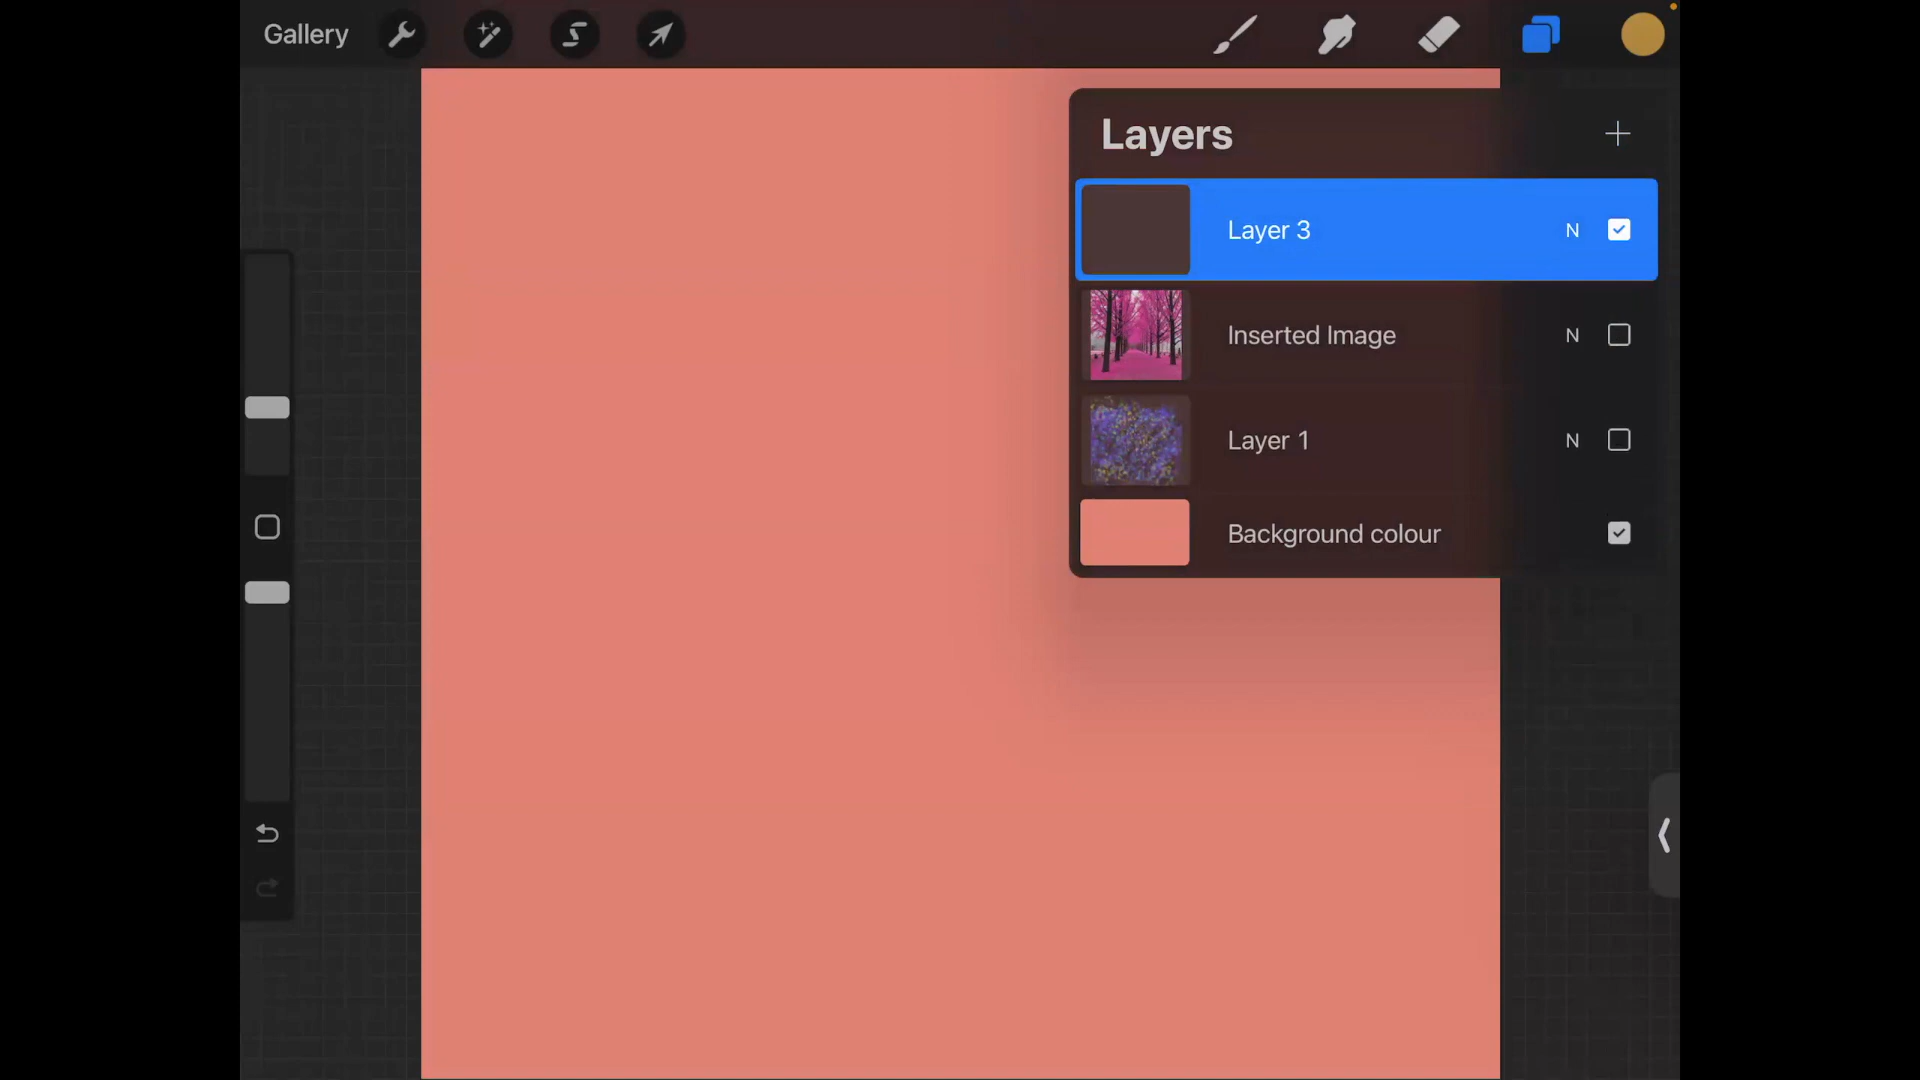 Gallery
Layers
Layer 3 N
Inserted Image N
Layer 1 N
Background colour